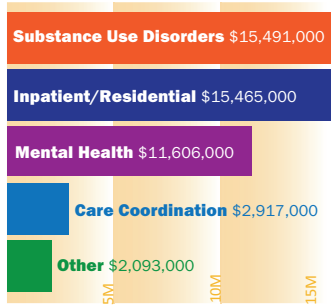 Substance Use Disorders $15,491,000
Inpatient/Residential $15,465,000
Mental Health $11,606,000
Care Coordination $2,917,000
Other $2,093,000
5M
10M
15M